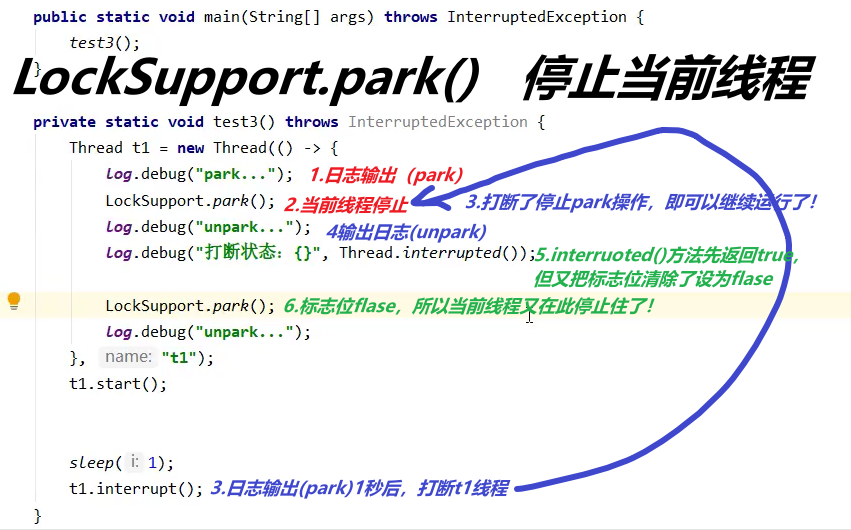 public static void main(String[] args) throws InterruptedException {
test3();
}
LockSupport.park() 停止当前线程
private static void test3() throws InterruptedException {
Thread t1 = new Thread(() -> {
log.debug("park..."); 1.日志输出（park）
LockSupport.park(); 2.当前线程停止 3.打断了停止park操作，即可以继续运行了！
log.debug("unpark..."); 4输出日志(unpark)
log.debug("打断状态：{}", Thread.interrupted()); 5.interruoted()方法先返回true,
但又把标志位清除了设为flase
LockSupport.park(); 6.标志位flase，所以当前线程又在此停止住了！
log.debug("unpark...");
}, name: "t1");
t1.start();
sleep( i: 1);
t1.interrupt(); 3.日志输出(park)1秒后，打断t1线程
}